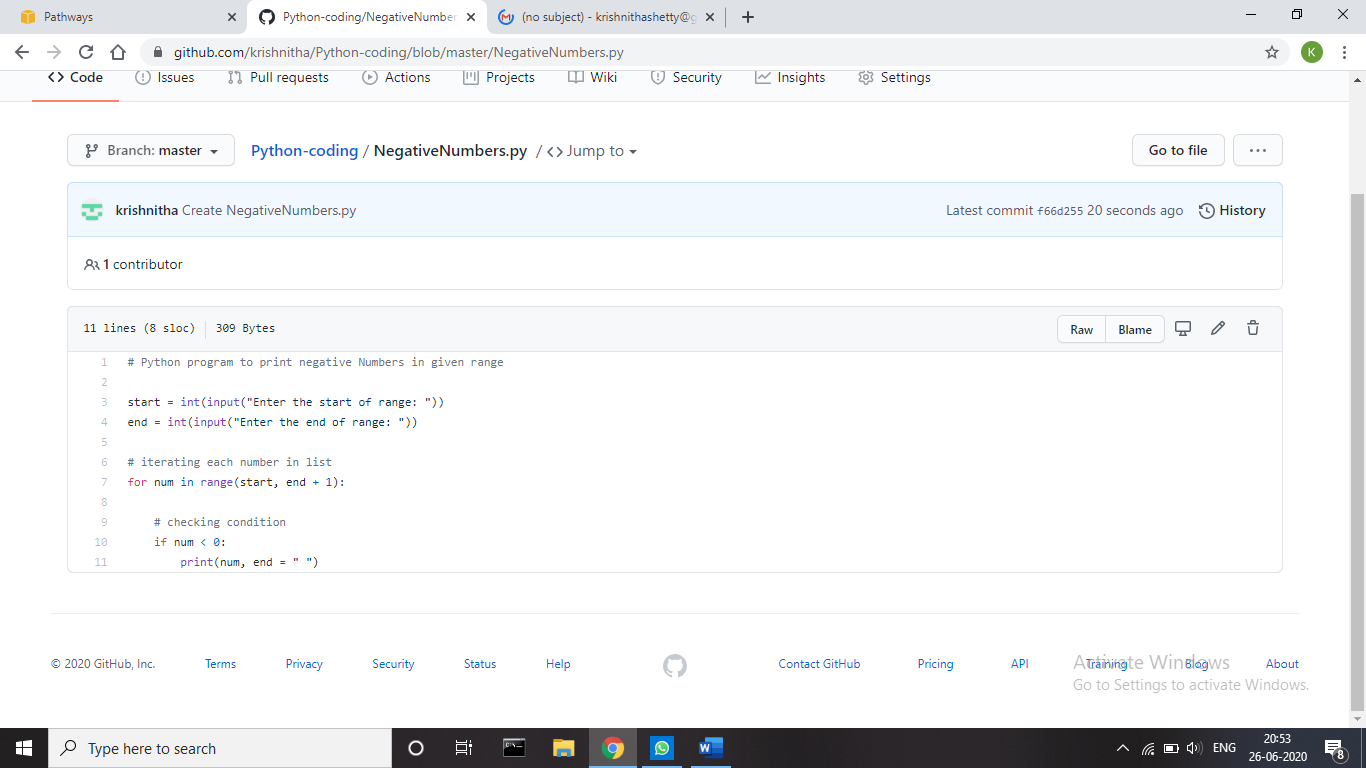 Pathways
Python-coding/NegativeNumber
(no subject) - krishnithashetty@g
github.com/krishnitha/Python-coding/blob/master/NegativeNumbers.py
K
<> Code Issues Pull requests Actions Projects Wiki Security Insights Settings
Branch: master Python-coding / NegativeNumbers.py / <> Jump to Go to file ...
krishnitha Create NegativeNumbers.py Latest commit f66d255 20 seconds ago History
1 contributor
11 lines (8 sloc) 309 Bytes Raw Blame
1 # Python program to print negative Numbers in given range
2
3 start = int(input("Enter the start of range: "))
4 end = int(input("Enter the end of range: "))
5
6 # iterating each number in list
7 for num in range(start, end + 1):
8
9 # checking condition
10 if num < 0:
11 print(num, end = " ")
© 2020 GitHub, Inc. Terms Privacy Security Status Help Contact GitHub Pricing API Training Blog About
Activate Windows
Go to Settings to activate Windows.
Type here to search
ENG
20:53
26-06-2020
8